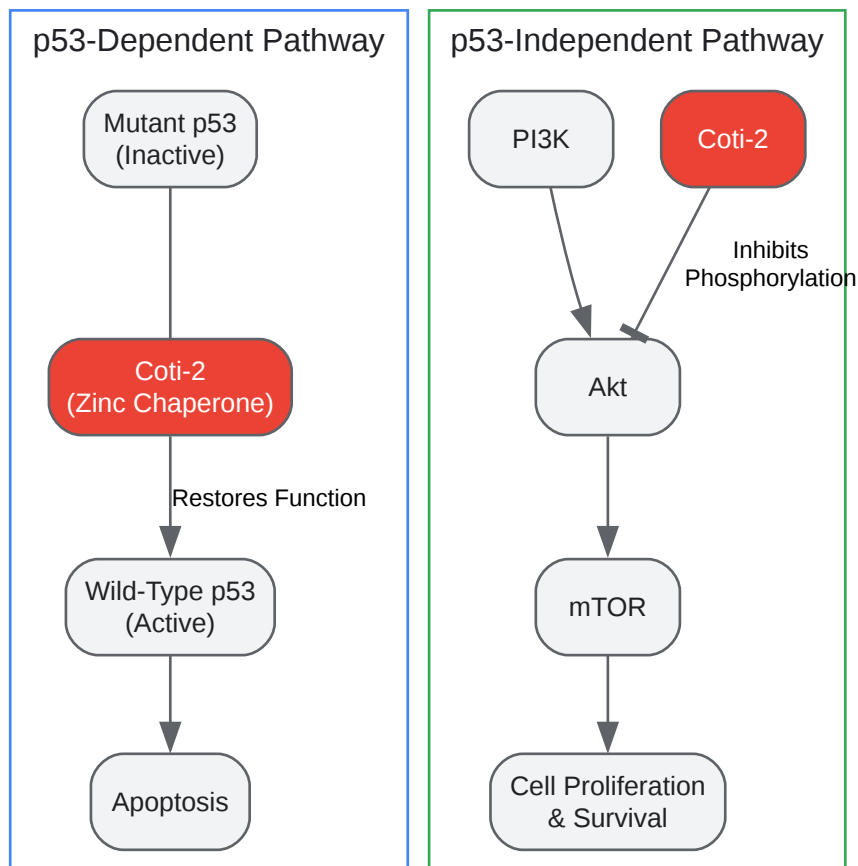 p53-Dependent Pathway
Mutant p53
(Inactive)
Coti-2
(Zinc Chaperone)
Restores Function
Wild-Type p53
(Active)
Apoptosis
p53-Independent Pathway
PI3K
Coti-2
Inhibits
Phosphorylation
Akt
mTOR
Cell Proliferation
& Survival